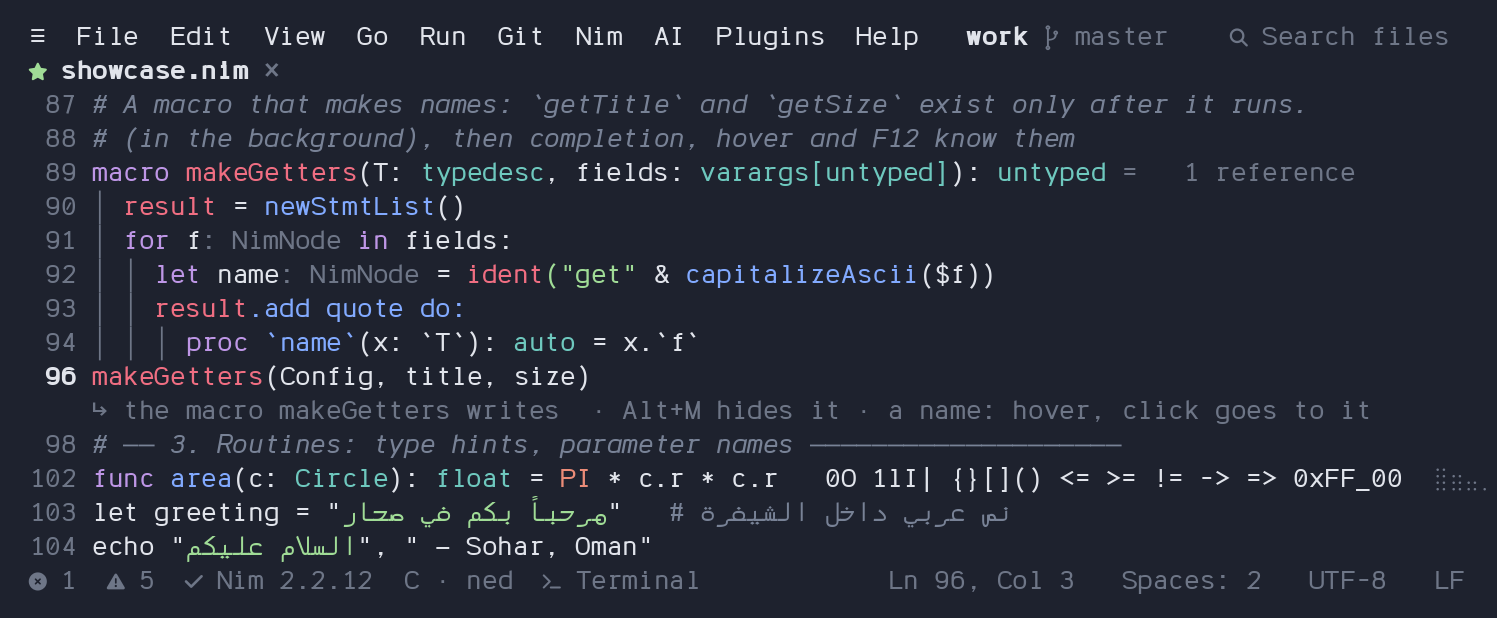 ≡ File Edit View Go Run Git Nim AI Plugins Help work master Search files
showcase.nim ×
87 # A macro that makes names: `getTitle` and `getSize` exist only after it runs.
88 # (in the background), then completion, hover and F12 know them
89 macro makeGetters(T: typedesc, fields: varargs[untyped]): untyped = 1 reference
90 result = newStmtList()
91 for f: NimNode in fields:
92 let name: NimNode = ident("get" & capitalizeAscii($f))
93 result.add quote do:
94 proc `name`(x: `T`): auto = x.`f`
96 makeGetters(Config, title, size)
↳ the macro makeGetters writes · Alt+M hides it · a name: hover, click goes to it
98 # —— 3. Routines: type hints, parameter names ————————————————————
102 func area(c: Circle): float = PI * c.r * c.r 0O 1lI| {}[]() <= >= != -> => 0xFF_00
103 let greeting = "مرحباً بكم في صحار" # نص عربي داخل الشيفرة
104 echo "السلام عليكم", " — Sohar, Oman"
1 5 Nim 2.2.12 C · ned Terminal Ln 96, Col 3 Spaces: 2 UTF-8 LF